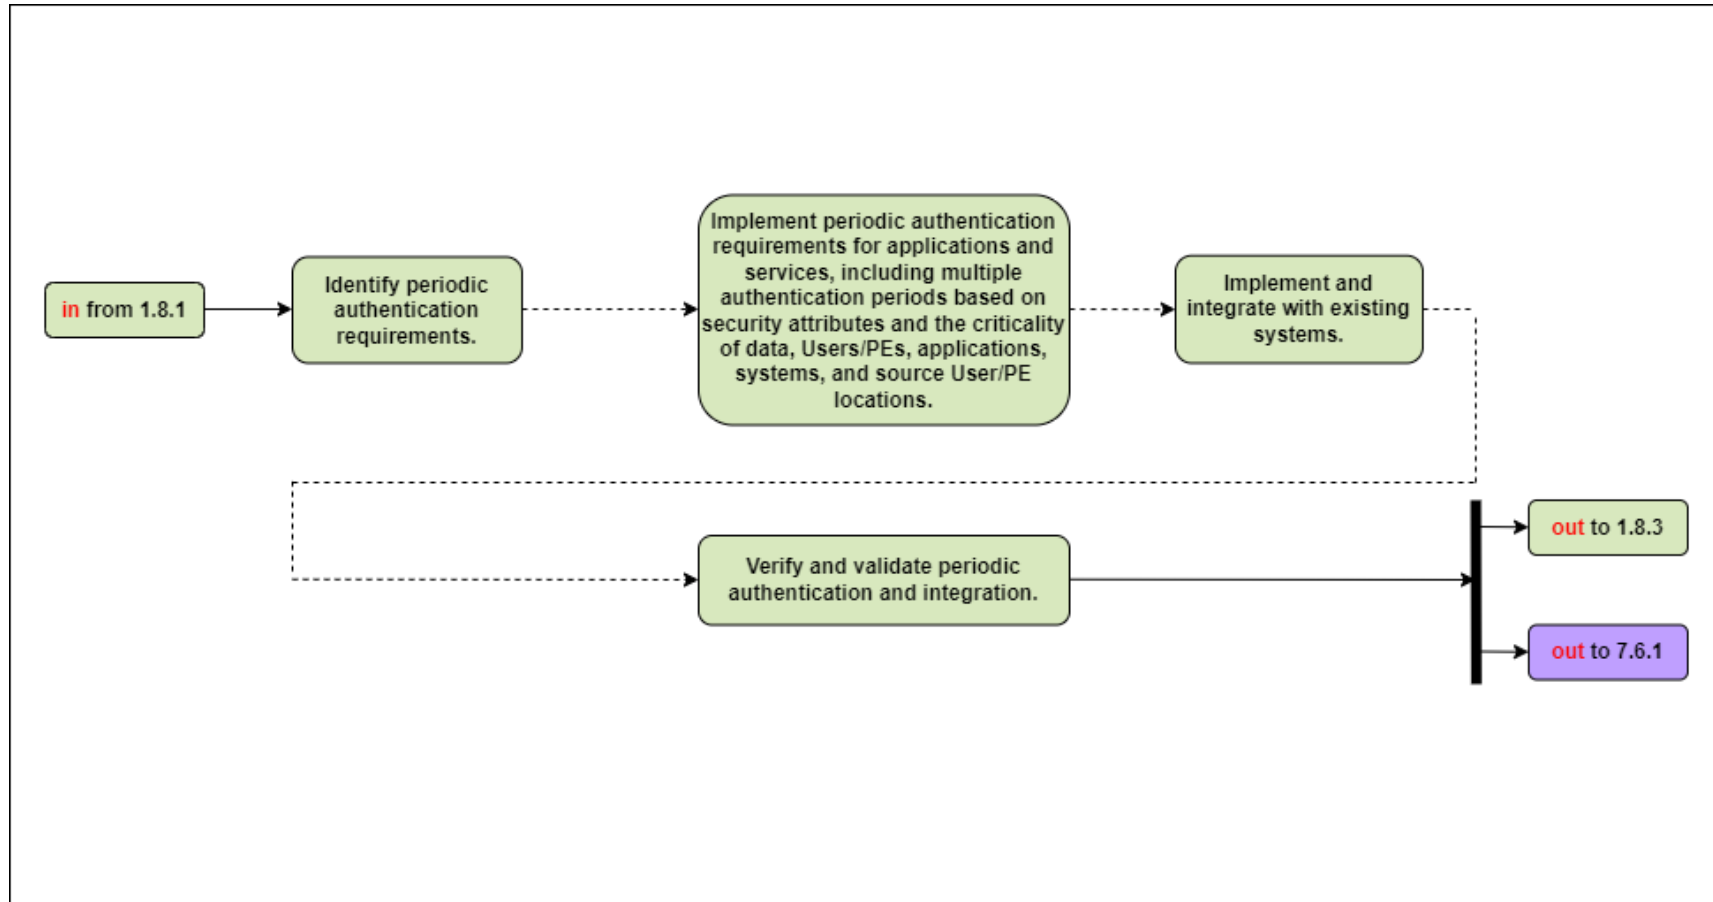 in from 1.8.1
Identify periodic
authentication
requirements.
Implement periodic authentication
requirements for applications and
services, including multiple
authentication periods based on
security attributes and the criticality
of data, Users/PEs, applications,
systems, and source User/PE
locations.
Implement and
integrate with existing
systems.
Verify and validate periodic
authentication and integration.
out to 1.8.3
out to 7.6.1